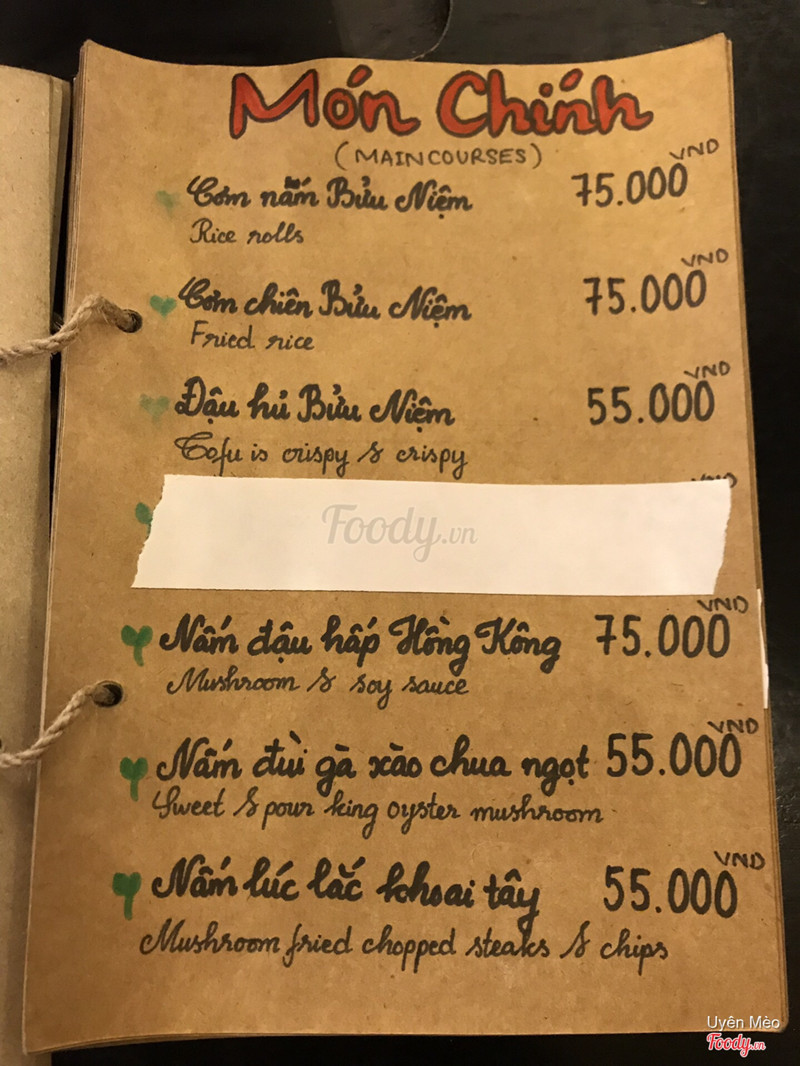 Món Chính
(MAIN COURSES)
Cơm nắm Bửu Niệm 75.000 VND
Rice rolls
Cơm chiên Bửu Niệm 75.000 VND
Fried rice
Đậu hủ Bửu Niệm 55.000 VND
Tofu is crispy & crispy
Foody.vn
Nấm đậu hấp Hồng Kông 75.000 VND
Mushroom & soy sauce
Nấm đùi gà xào chua ngọt 55.000 VND
Sweet & pour king oyster mushroom
Nấm lúc lắc khoai tây 55.000 VND
Mushroom fried chopped steaks & chips
Uyên Mèo
Foody.vn